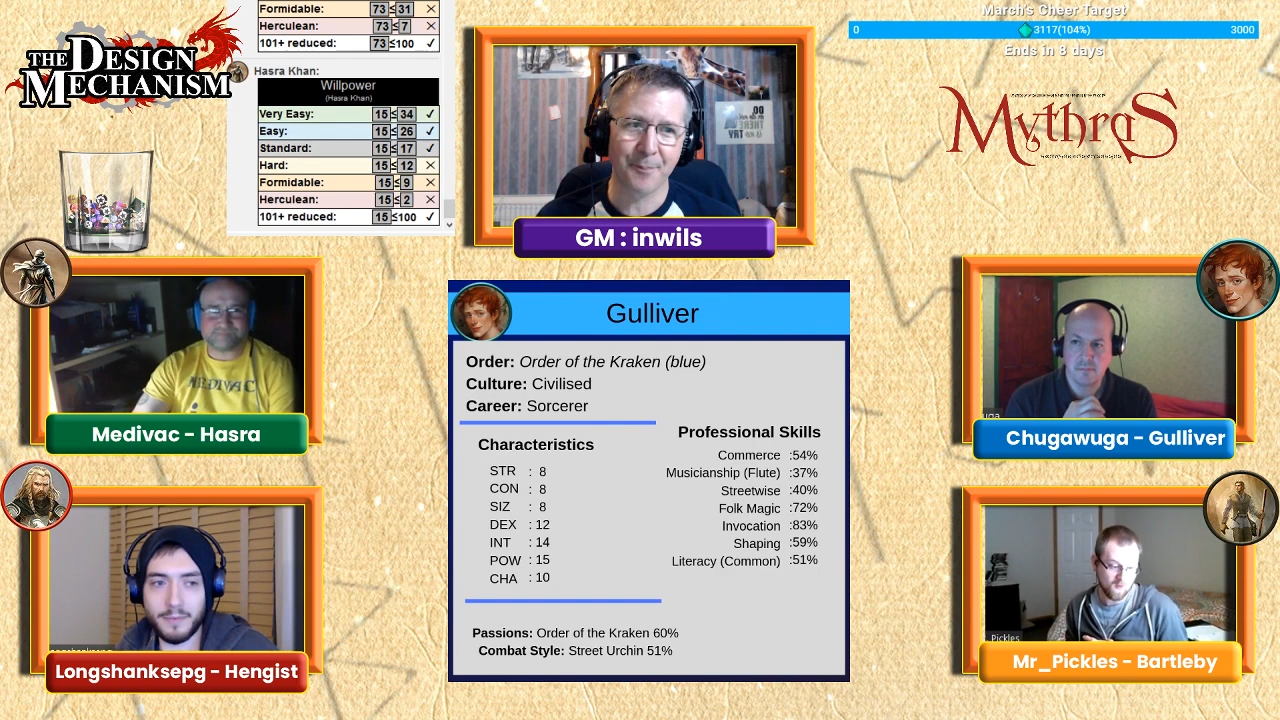 THE DESIGN
MECHANISM
Formidable: 73≤31 ✕
Herculean: 73≤7 ✕
101+ reduced: 73≤100 ✓
Hasra Khan:
Willpower
(Hasra Khan)
Very Easy: 15≤34 ✓
Easy: 15≤26 ✓
Standard: 15≤17 ✓
Hard: 15≤12 ✕
Formidable: 15≤9 ✕
Herculean: 15≤2 ✕
101+ reduced: 15≤100 ✓
DO
THERE
TRY
GM : inwils
March's Cheer Target
0 3117(104%) 3000
Ends in 8 days
MythraS
MEDIVAC
Medivac - Hasra
Longshanksepg - Hengist
Gulliver
Order: Order of the Kraken (blue)
Culture: Civilised
Career: Sorcerer
Characteristics
STR : 8
CON : 8
SIZ : 8
DEX : 12
INT : 14
POW : 15
CHA : 10
Professional Skills
Commerce :54%
Musicianship (Flute) :37%
Streetwise :40%
Folk Magic :72%
Invocation :83%
Shaping :59%
Literacy (Common) :51%
Passions: Order of the Kraken 60%
Combat Style: Street Urchin 51%
uga
Chugawuga - Gulliver
Pickles
Mr_Pickles - Bartleby